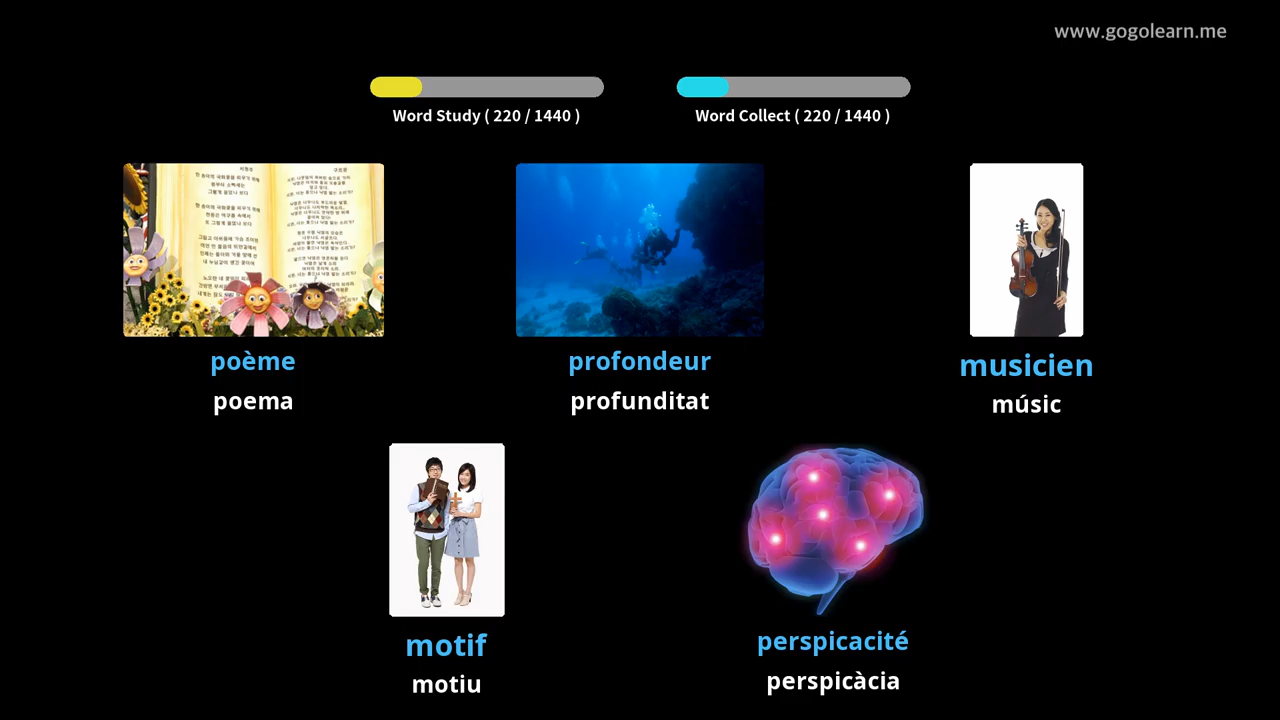 www.gogolearn.me
Word Study ( 220 / 1440 )
Word Collect ( 220 / 1440 )
poème
poema
profondeur
profunditat
musicien
músic
motif
motiu
perspicacité
perspicàcia